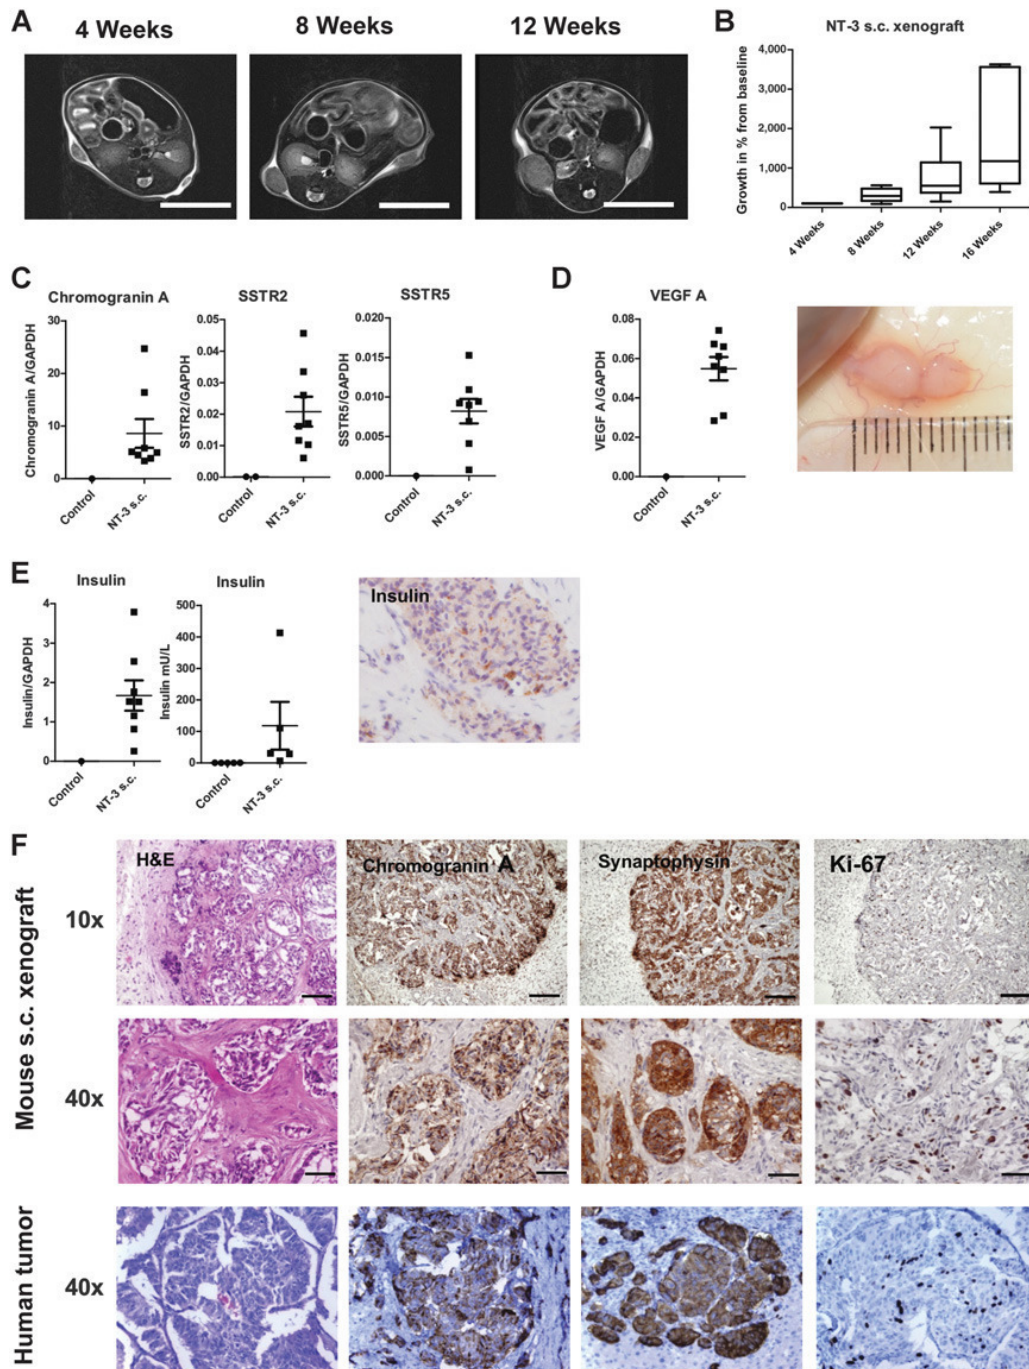 A
4 Weeks
8 Weeks
12 Weeks
B
NT-3 s.c. xenograft
Growth in % from baseline
4,000
3,000
2,000
1,000
0
4 Weeks
8 Weeks
12 Weeks
16 Weeks
C
Chromogranin A
Chromogranin A/GAPDH
30
20
10
0
Control
NT-3 s.c.
SSTR2
SSTR2/GAPDH
0.05
0.04
0.03
0.02
0.01
0.00
Control
NT-3 s.c.
SSTR5
SSTR5/GAPDH
0.020
0.015
0.010
0.005
0.000
Control
NT-3 s.c.
D
VEGF A
VEGF A/GAPDH
0.08
0.06
0.04
0.02
0.00
Control
NT-3 s.c.
E
Insulin
Insulin/GAPDH
4
3
2
1
0
Control
NT-3 s.c.
Insulin
Insulin mU/L
500
400
300
200
100
0
Control
NT-3 s.c.
Insulin
F
Mouse s.c. xenograft
10x
H&E
Chromogranin A
Synaptophysin
Ki-67
40x
Human tumor
40x